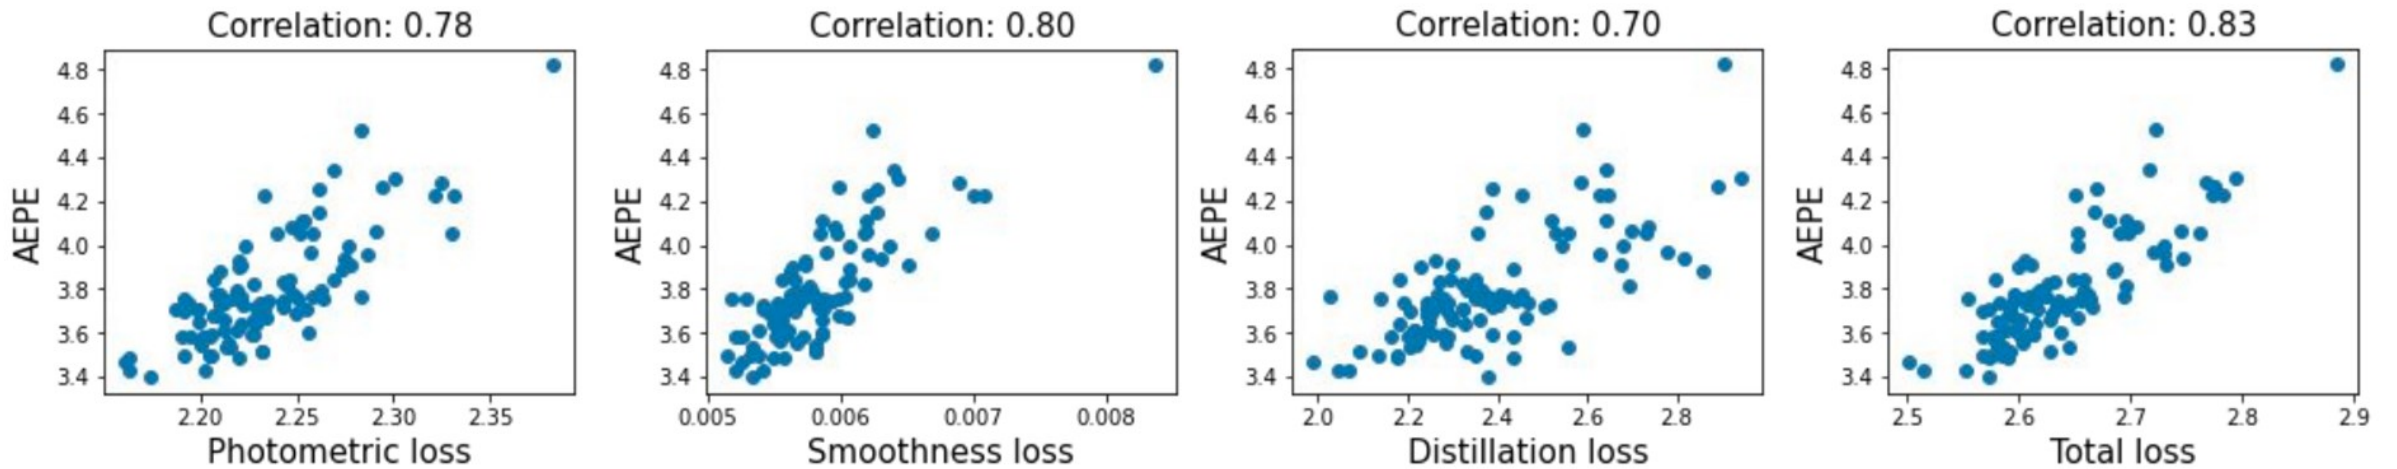 Correlation: 0.78
4.8
4.6
4.4
4.2
4.0
3.8
3.6
3.4
AEPE
2.20 2.25 2.30 2.35
Photometric loss
Correlation: 0.80
4.8
4.6
4.4
4.2
4.0
3.8
3.6
3.4
AEPE
0.005 0.006 0.007 0.008
Smoothness loss
Correlation: 0.70
4.8
4.6
4.4
4.2
4.0
3.8
3.6
3.4
AEPE
2.0 2.2 2.4 2.6 2.8
Distillation loss
Correlation: 0.83
4.8
4.6
4.4
4.2
4.0
3.8
3.6
3.4
AEPE
2.5 2.6 2.7 2.8 2.9
Total loss